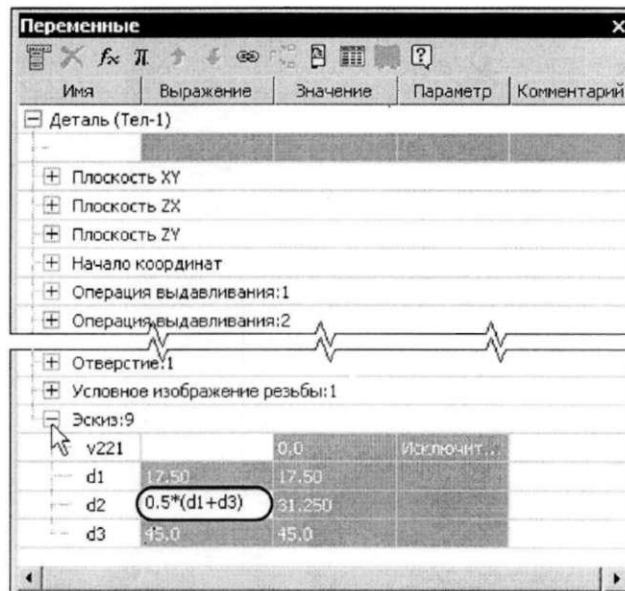 Переменные
Имя Выражение Значение Параметр Комментарий
Деталь (Тел-1)
Плоскость XY
Плоскость ZX
Плоскость ZY
Начало координат
Операция выдавливания:1
Операция выдавливания:2
Отверстие:1
Условное изображение резьбы:1
Эскиз:9
v221 0.0 Исключит...
d1 17.50 17.50
d2 0.5*(d1+d3) 31.250
d3 45.0 45.0